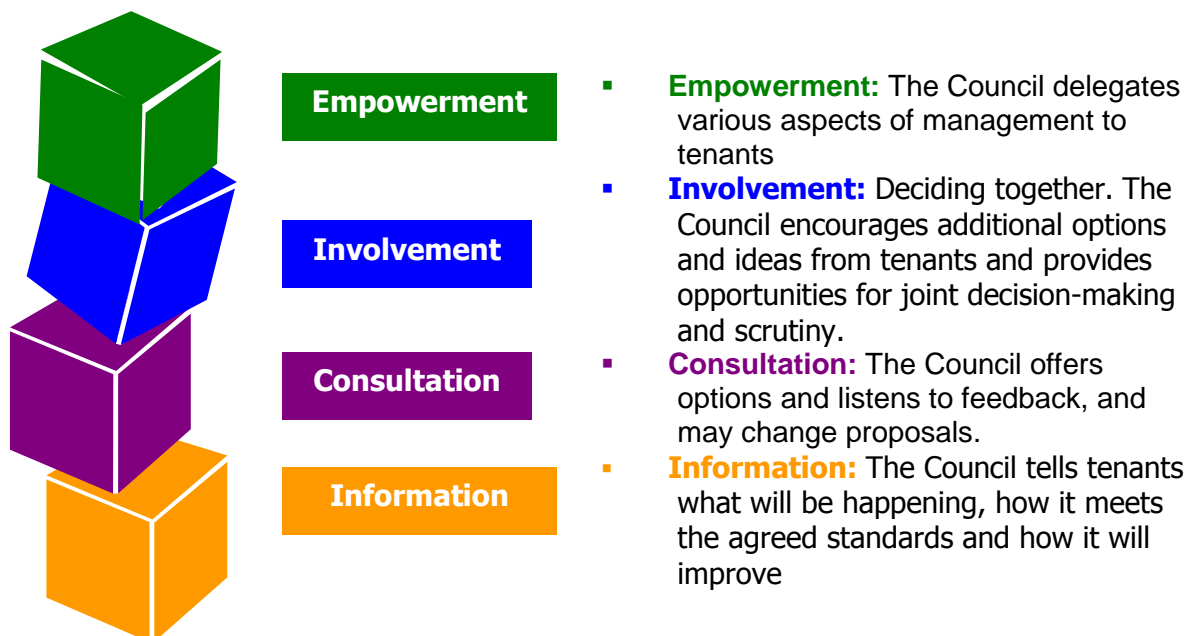 Empowerment
Involvement
Consultation
Information
▪ Empowerment: The Council delegates
various aspects of management to
tenants
▪ Involvement: Deciding together. The
Council encourages additional options
and ideas from tenants and provides
opportunities for joint decision-making
and scrutiny.
▪ Consultation: The Council offers
options and listens to feedback, and
may change proposals.
▪ Information: The Council tells tenants
what will be happening, how it meets
the agreed standards and how it will
improve